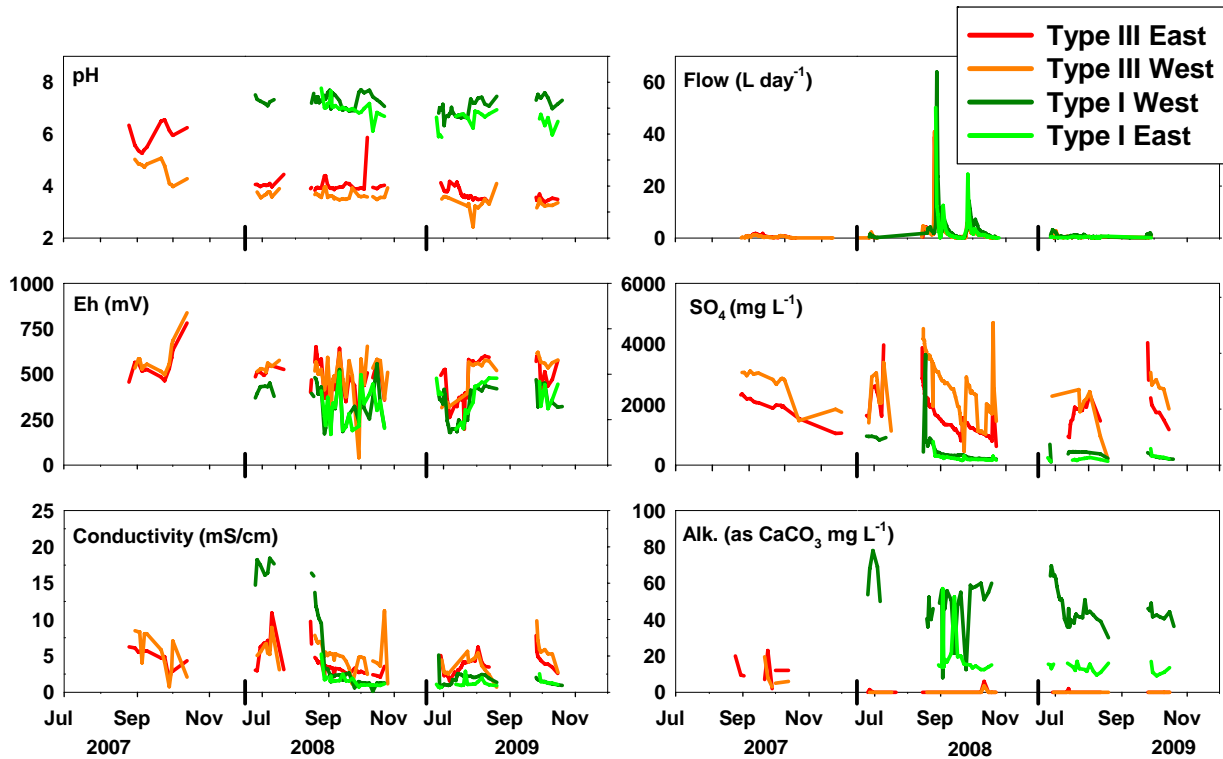 Type III East
Type III West
Type I West
Type I East
pH
8
6
4
2
Flow (L day⁻¹)
60
40
20
0
Eh (mV)
1000
750
500
250
0
SO₄ (mg L⁻¹)
6000
4000
2000
0
Conductivity (mS/cm)
25
20
15
10
5
0
Jul Sep Nov Jul Sep Nov Jul Sep Nov
2007 2008 2009
Alk. (as CaCO₃ mg L⁻¹)
100
80
60
40
20
0
Jul Sep Nov Jul Sep Nov Jul Sep Nov
2007 2008 2009